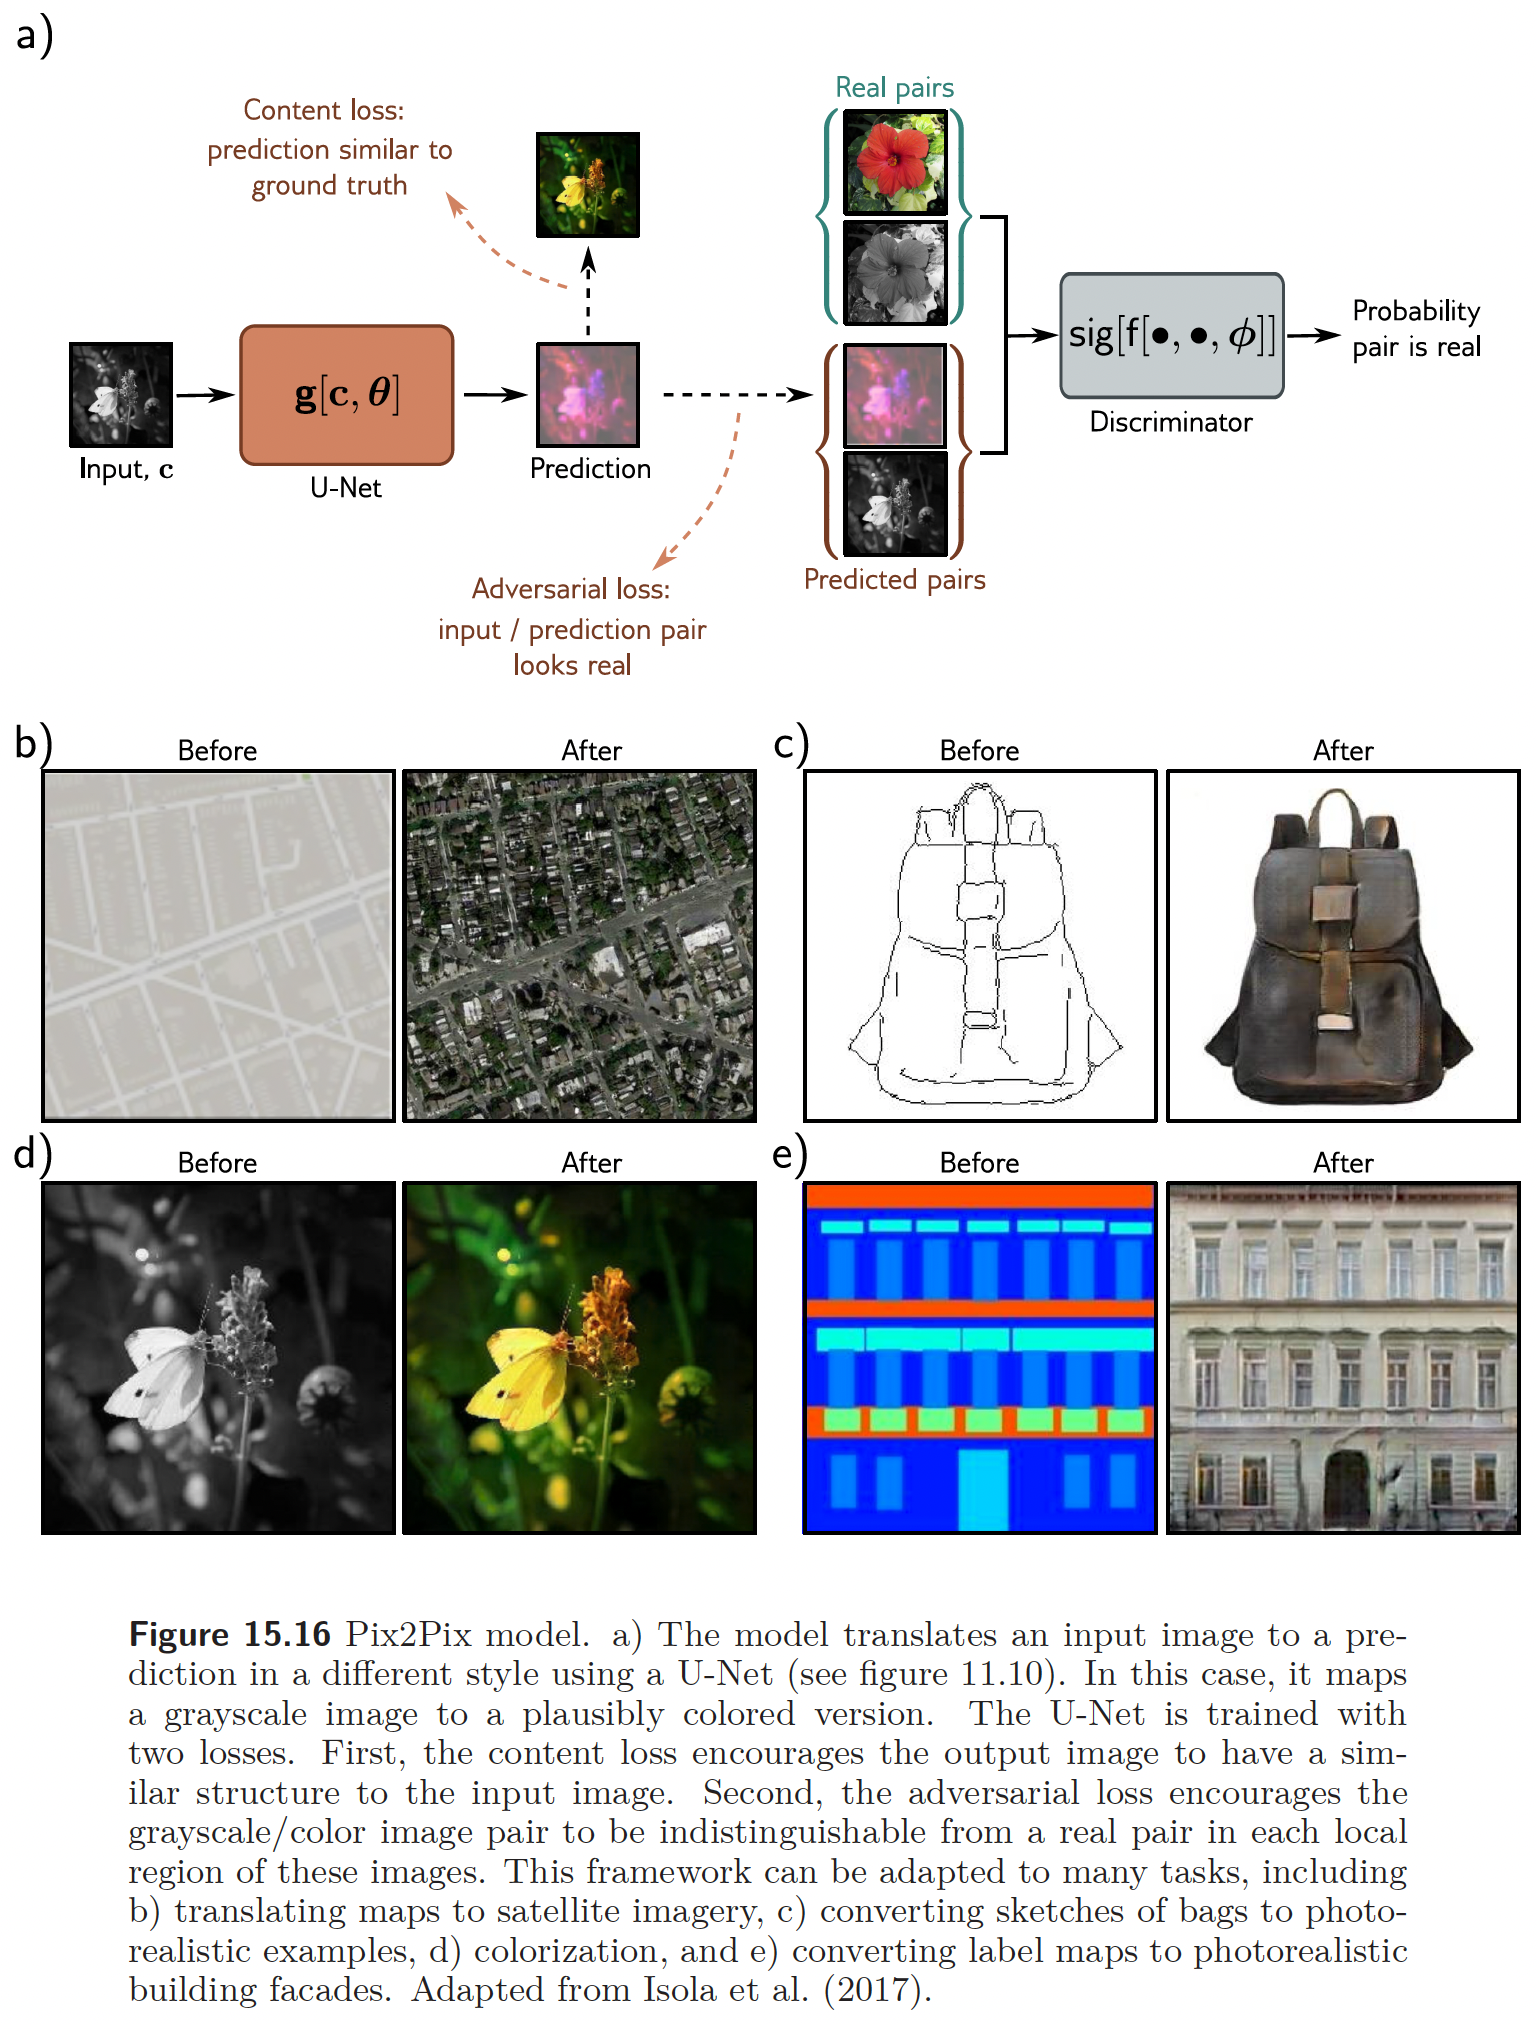 a)
Real pairs
Content loss:
prediction similar to
ground truth
sig[f[•, •, ϕ]]
Probability
pair is real
g[c, θ]
Discriminator
Input, c
U-Net
Prediction
Adversarial loss:
input / prediction pair
looks real
Predicted pairs
b)
Before
After
c)
Before
After
d)
Before
After
e)
Before
After
Figure 15.16 Pix2Pix model. a) The model translates an input image to a pre-
diction in a different style using a U-Net (see figure 11.10). In this case, it maps
a grayscale image to a plausibly colored version. The U-Net is trained with
two losses. First, the content loss encourages the output image to have a sim-
ilar structure to the input image. Second, the adversarial loss encourages the
grayscale/color image pair to be indistinguishable from a real pair in each local
region of these images. This framework can be adapted to many tasks, including
b) translating maps to satellite imagery, c) converting sketches of bags to photo-
realistic examples, d) colorization, and e) converting label maps to photorealistic
building facades. Adapted from Isola et al. (2017).